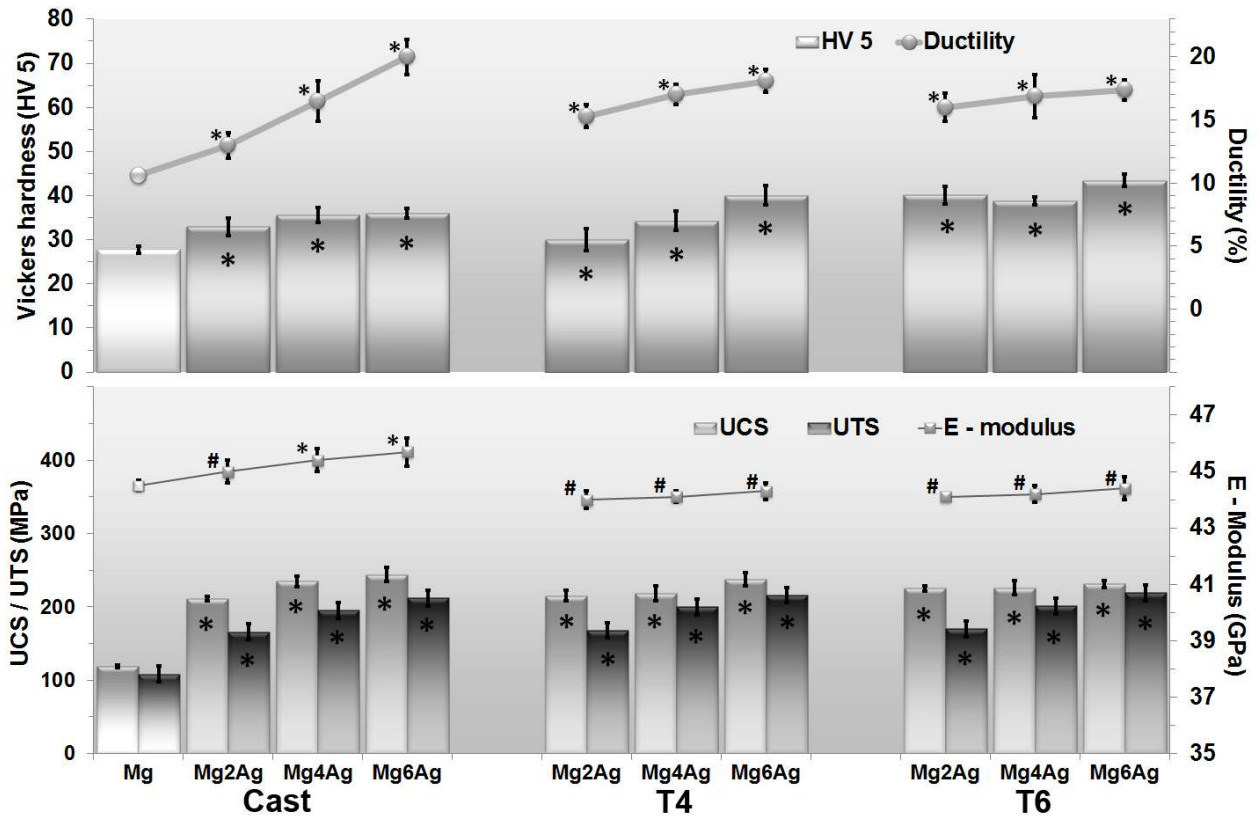 HV 5 Ductility
Vickers hardness (HV 5)
80
70
60
50
40
30
20
10
0
* * *
* * *
* * *
* * *
* * *
* * *
20
15
10
5
0
Ductility (%)
UCS UTS E - modulus
UCS / UTS (MPa)
400
300
200
100
0
# * *
# # #
# # #
* * * * * *
* * * * * *
* * * * * *
47
45
43
41
39
37
35
E - Modulus (GPa)
Mg Mg2Ag Mg4Ag Mg6Ag Mg2Ag Mg4Ag Mg6Ag Mg2Ag Mg4Ag Mg6Ag
Cast T4 T6